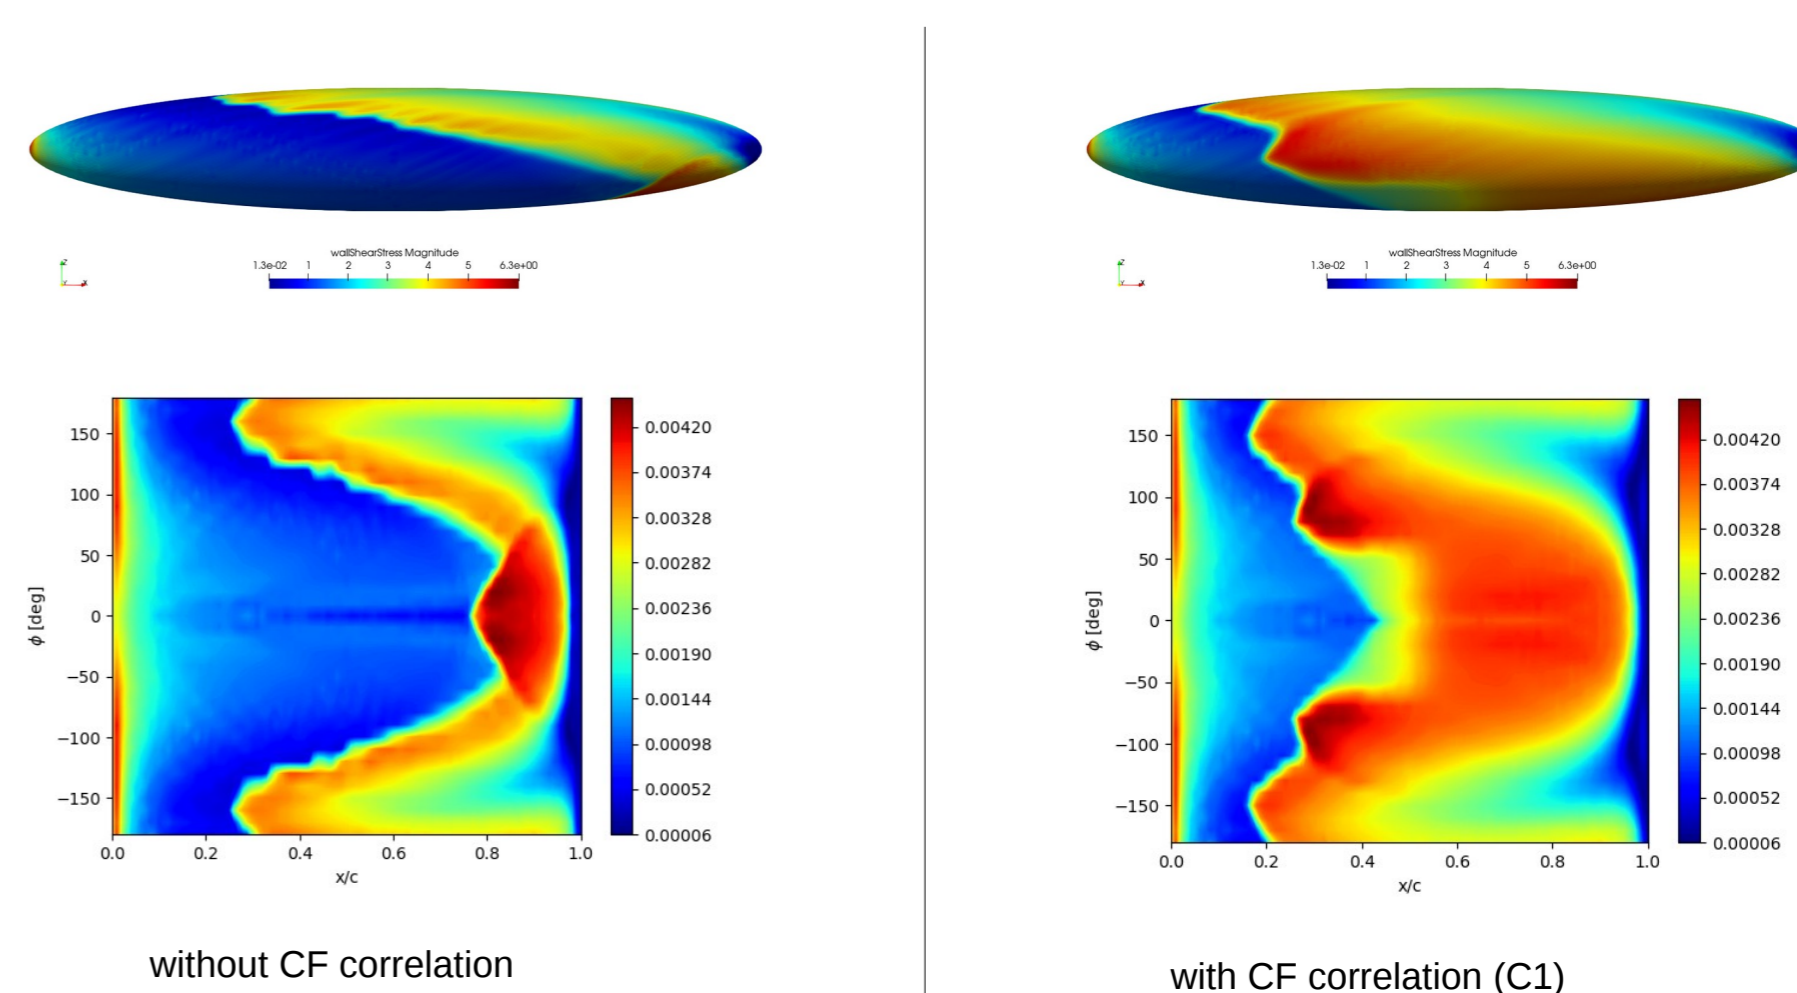 wallShearStress Magnitude
1.3e-02 1 2 3 4 5 6.3e+00
wallShearStress Magnitude
1.3e-02 1 2 3 4 5 6.3e+00
150
100
50
0
−50
−100
−150
ϕ [deg]
0.0 0.2 0.4 0.6 0.8 1.0
x/c
0.00420
0.00374
0.00328
0.00282
0.00236
0.00190
0.00144
0.00098
0.00052
0.00006
150
100
50
0
−50
−100
−150
ϕ [deg]
0.0 0.2 0.4 0.6 0.8 1.0
x/c
0.00420
0.00374
0.00328
0.00282
0.00236
0.00190
0.00144
0.00098
0.00052
0.00006
without CF correlation
with CF correlation (C1)